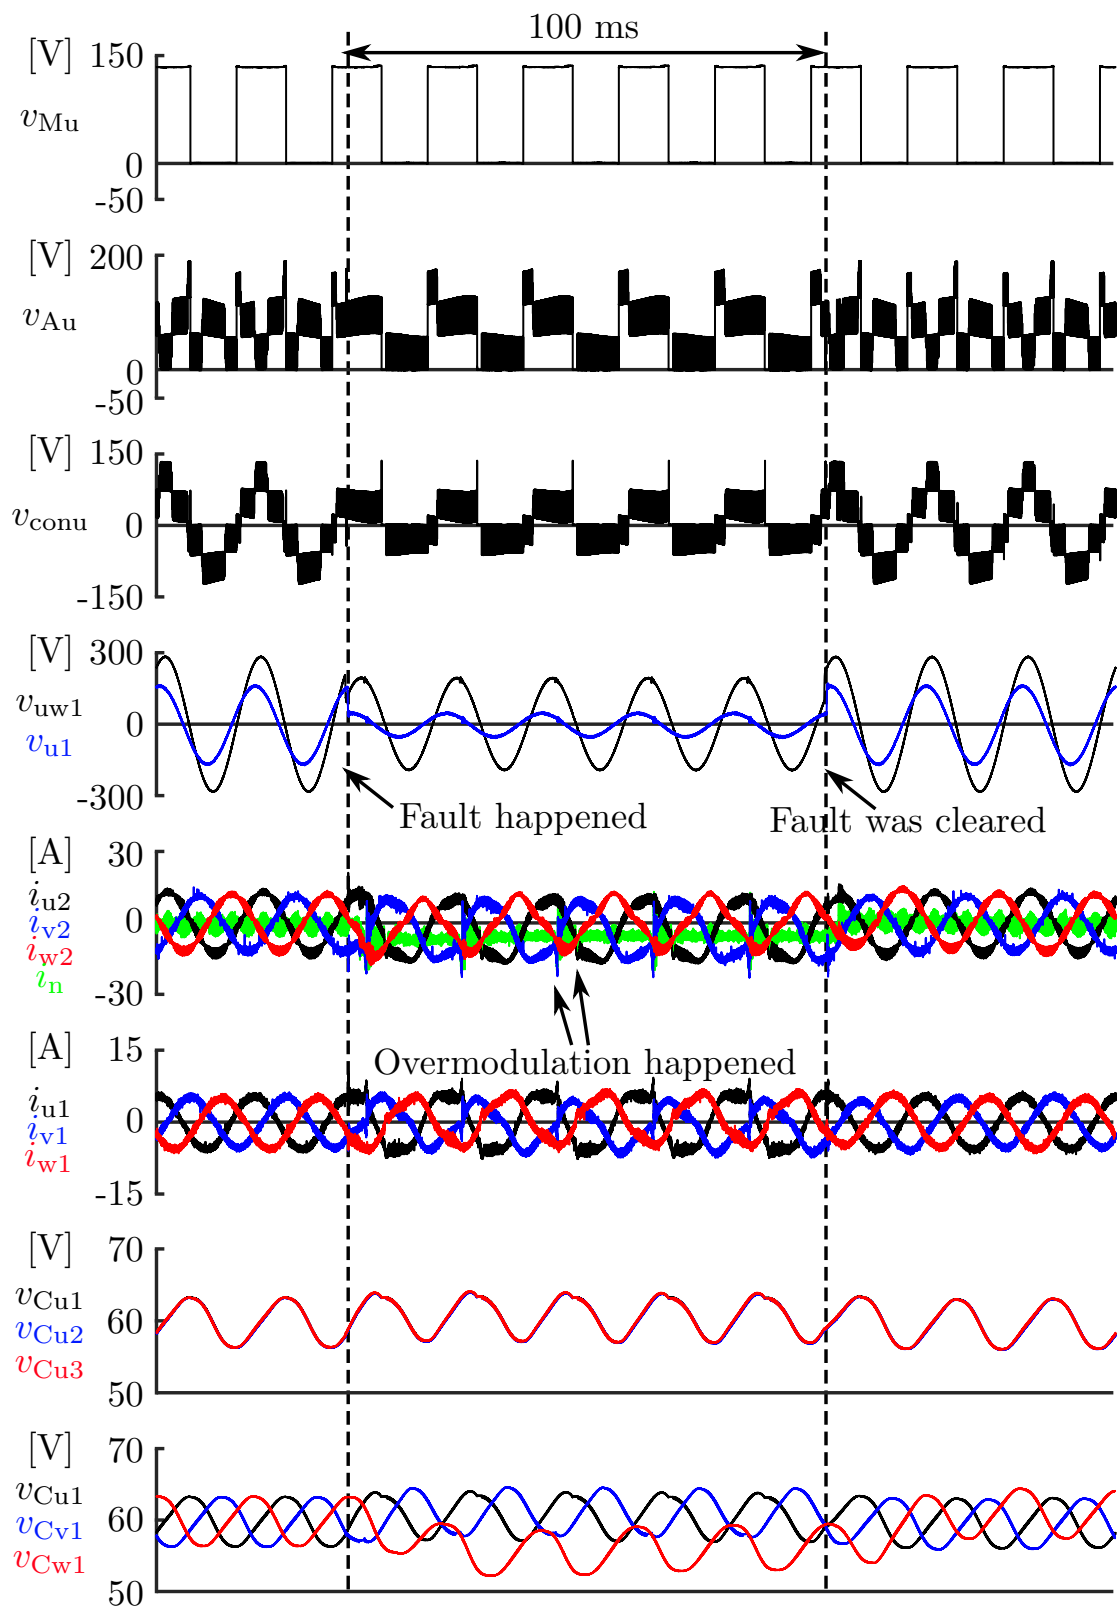 100 ms
[V] 150
vMu
0
-50
[V] 200
vAu
0
-50
[V] 150
vconu
0
-150
[V] 300
vuw1
0
vu1
-300
Fault happened
Fault was cleared
[A] 30
iu2
0
iv2
iw2
in
-30
Overmodulation happened
[A] 15
iu1
0
iv1
iw1
-15
[V] 70
vCu1
60
vCu2
vCu3
50
[V] 70
vCu1
60
vCv1
vCw1
50